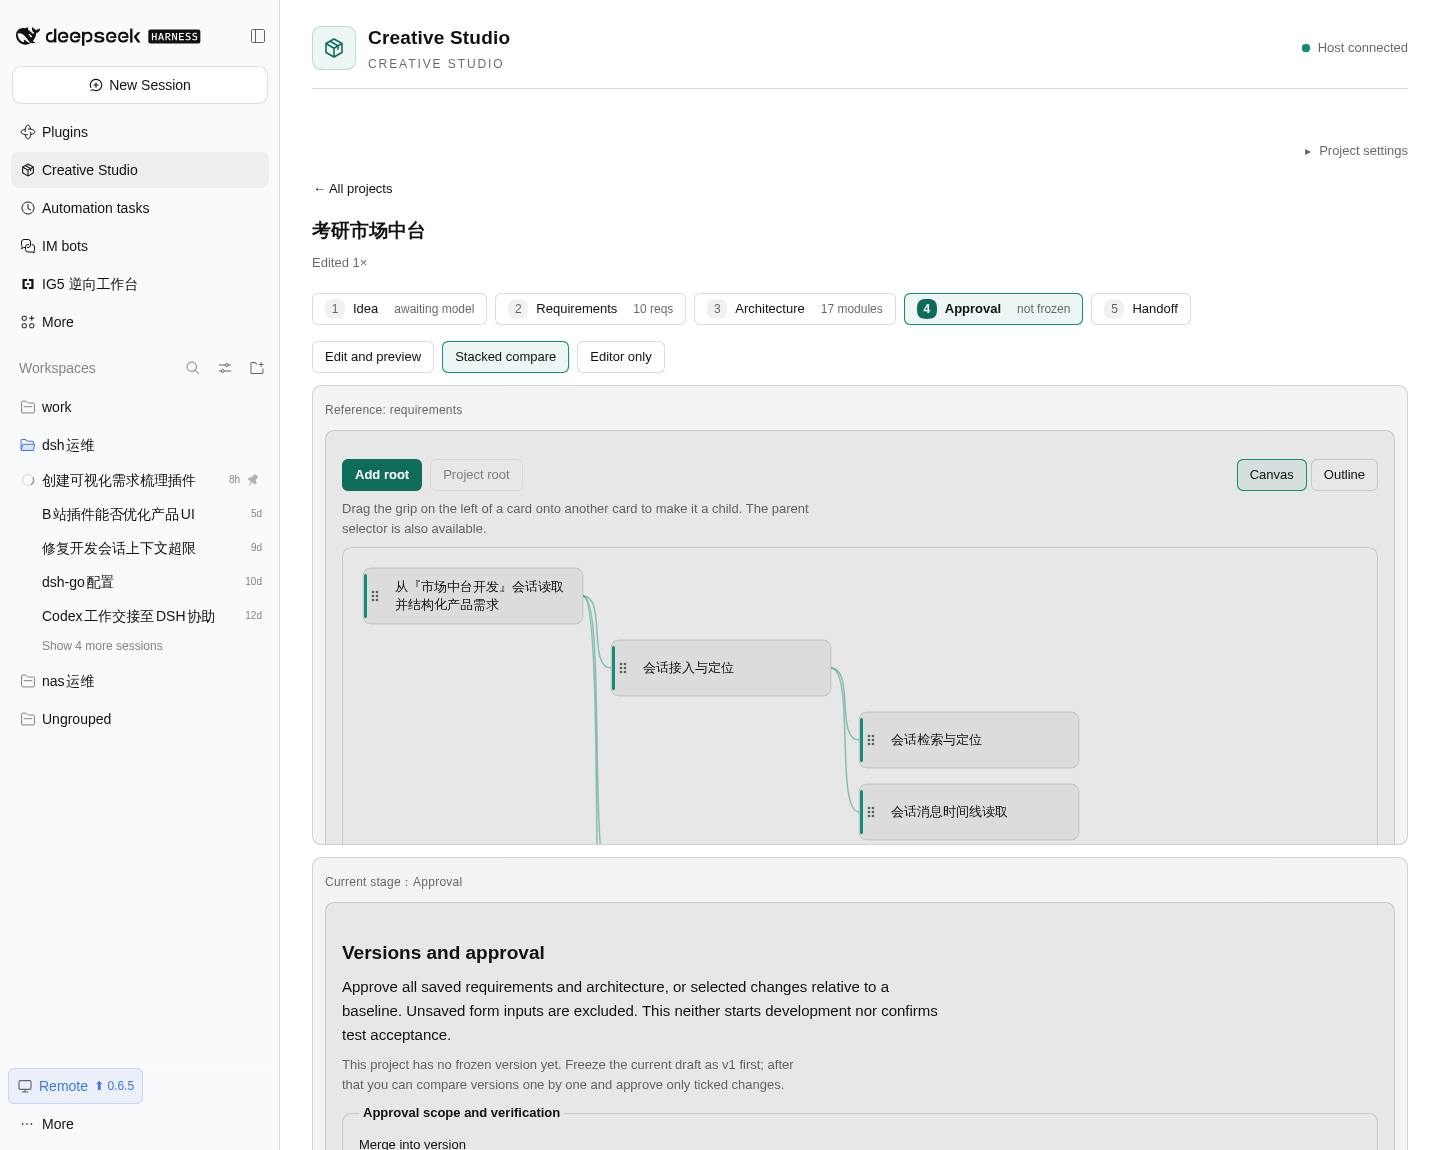 deepseek HARNESS
New Session
Plugins
Creative Studio
Automation tasks
IM bots
IG5 逆向工作台
More
Workspaces
work
dsh运维
创建可视化需求梳理插件 8h
B站插件能否优化产品UI 5d
修复开发会话上下文超限 9d
dsh-go配置 10d
Codex工作交接至DSH协助 12d
Show 4 more sessions
nas运维
Ungrouped
Remote 0.6.5
More
Creative Studio
CREATIVE STUDIO
Host connected
Project settings
← All projects
考研市场中台
Edited 1×
1 Idea awaiting model
2 Requirements 10 reqs
3 Architecture 17 modules
4 Approval not frozen
5 Handoff
Edit and preview
Stacked compare
Editor only
Reference: requirements
Add root
Project root
Canvas
Outline
Drag the grip on the left of a card onto another card to make it a child. The parent
selector is also available.
从『市场中台开发』会话读取
并结构化产品需求
会话接入与定位
会话检索与定位
会话消息时间线读取
Current stage：Approval
Versions and approval
Approve all saved requirements and architecture, or selected changes relative to a
baseline. Unsaved form inputs are excluded. This neither starts development nor confirms
test acceptance.
This project has no frozen version yet. Freeze the current draft as v1 first; after
that you can compare versions one by one and approve only ticked changes.
Approval scope and verification
Merge into version